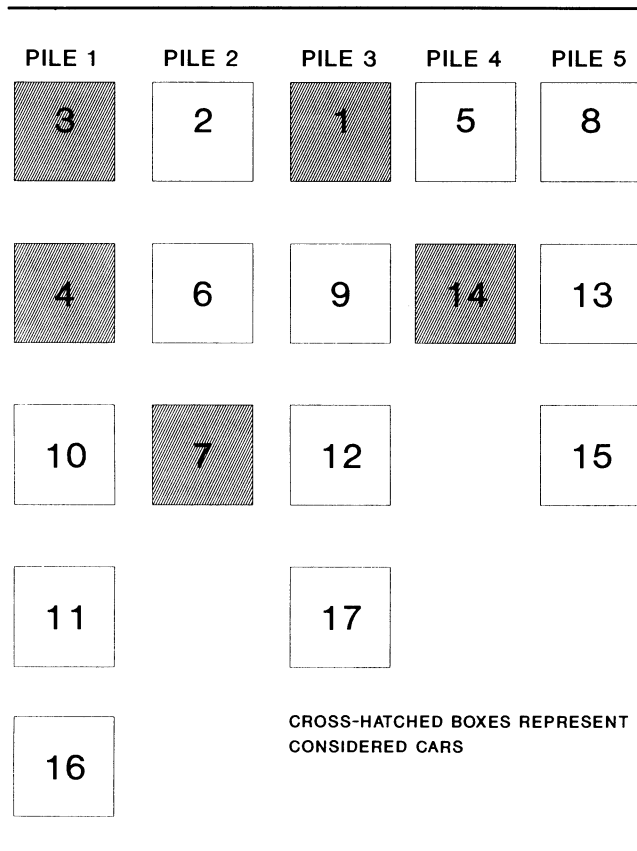 PILE 1 PILE 2 PILE 3 PILE 4 PILE 5
3 2 1 5 8
4 6 9 14 13
10 7 12 15
11 17
CROSS-HATCHED BOXES REPRESENT
CONSIDERED CARS
16